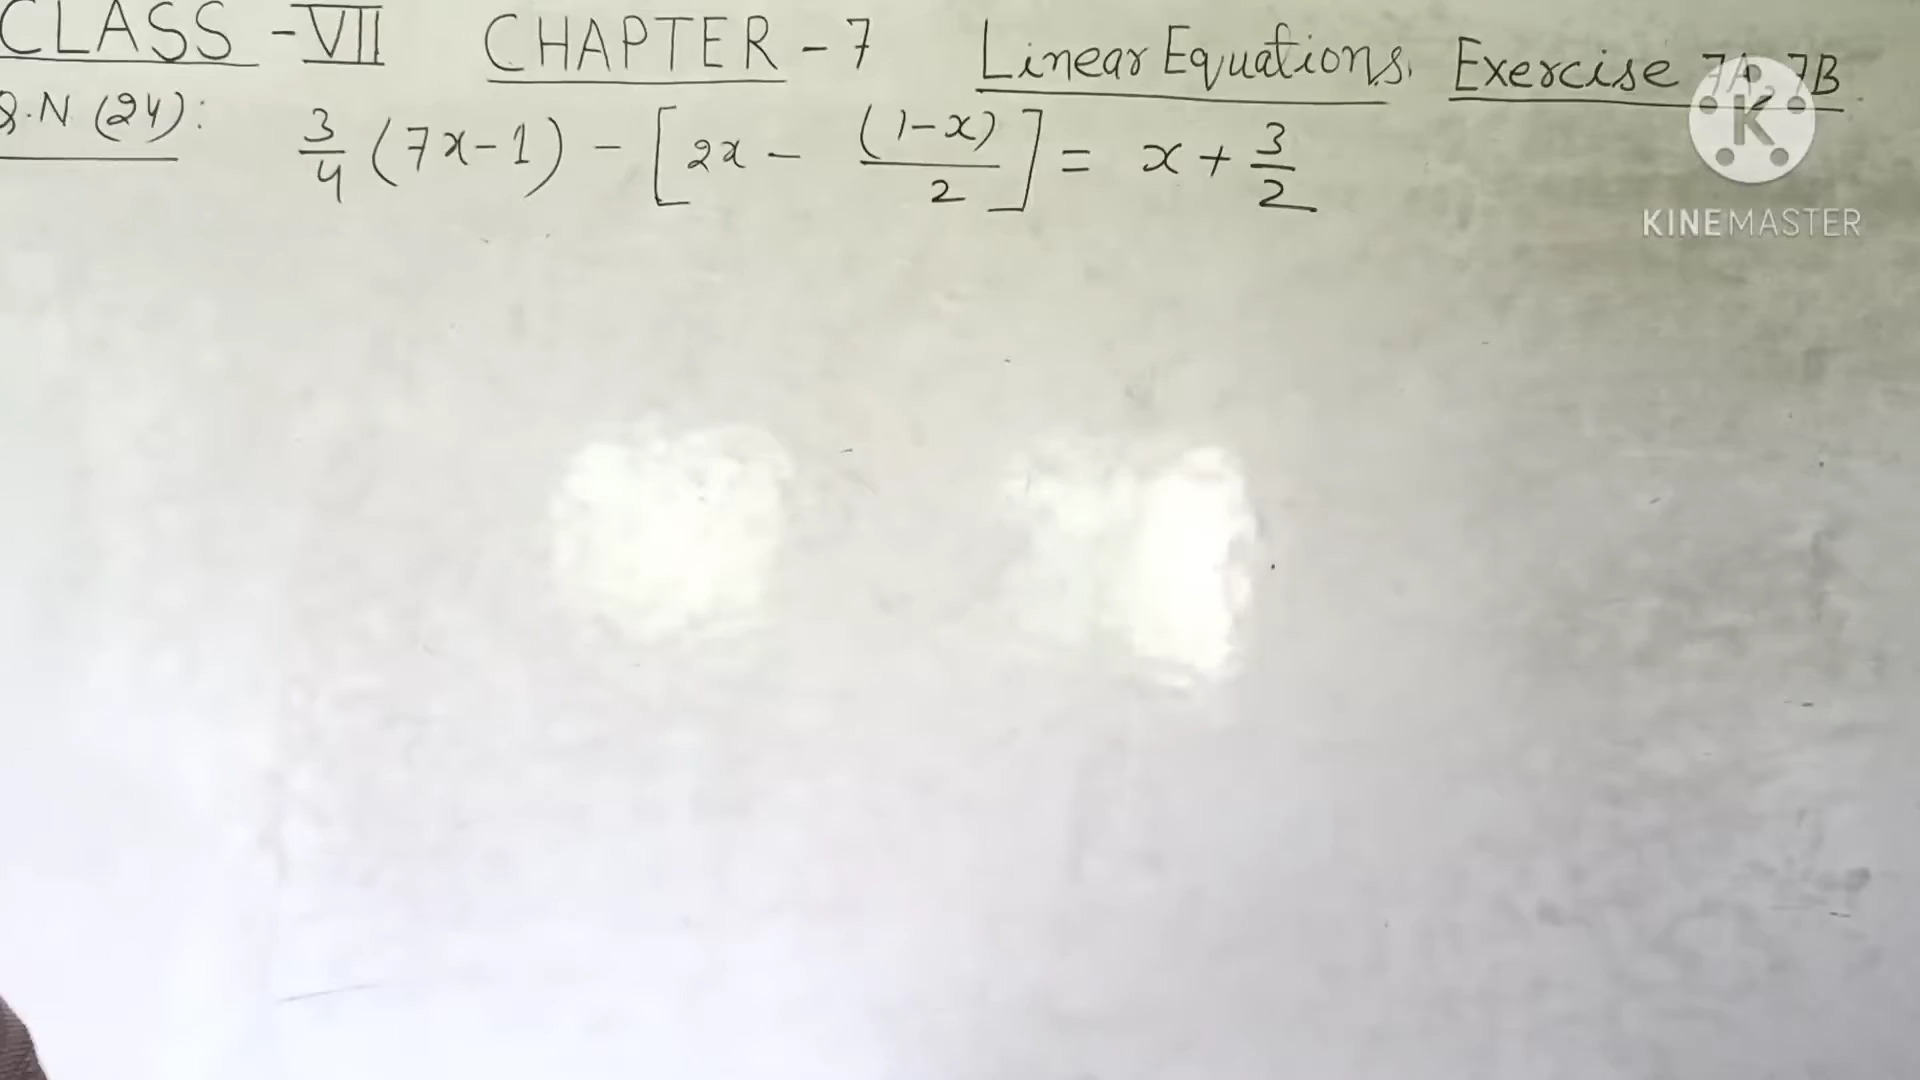 CLASS - VII CHAPTER - 7 Linear Equations. Exercise 7A, 7B
Q.N. (24): 3/4 (7x-1) - [2x - (1-x)/2] = x + 3/2
K
KINEMASTER